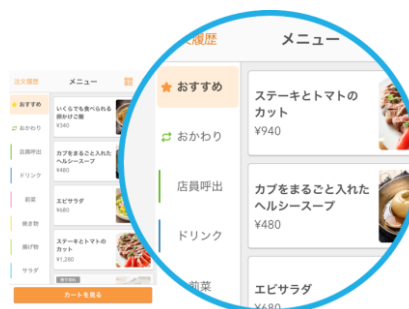 注文履歴
メニュー
おすすめ
おかわり
店員呼出
ドリンク
前菜
焼き物
揚げ物
サラダ
いくらでも食べられる
卵かけご飯
¥340
カブをまるごと入れた
ヘルシースープ
¥480
エビサラダ
¥680
ステーキとトマトの
カット
¥1,280
カートを見る
文履歴
メニュー
おすすめ
おかわり
店員呼出
ドリンク
前菜
ステーキとトマトの
カット
¥940
カブをまるごと入れた
ヘルシースープ
¥480
エビサラダ
¥680